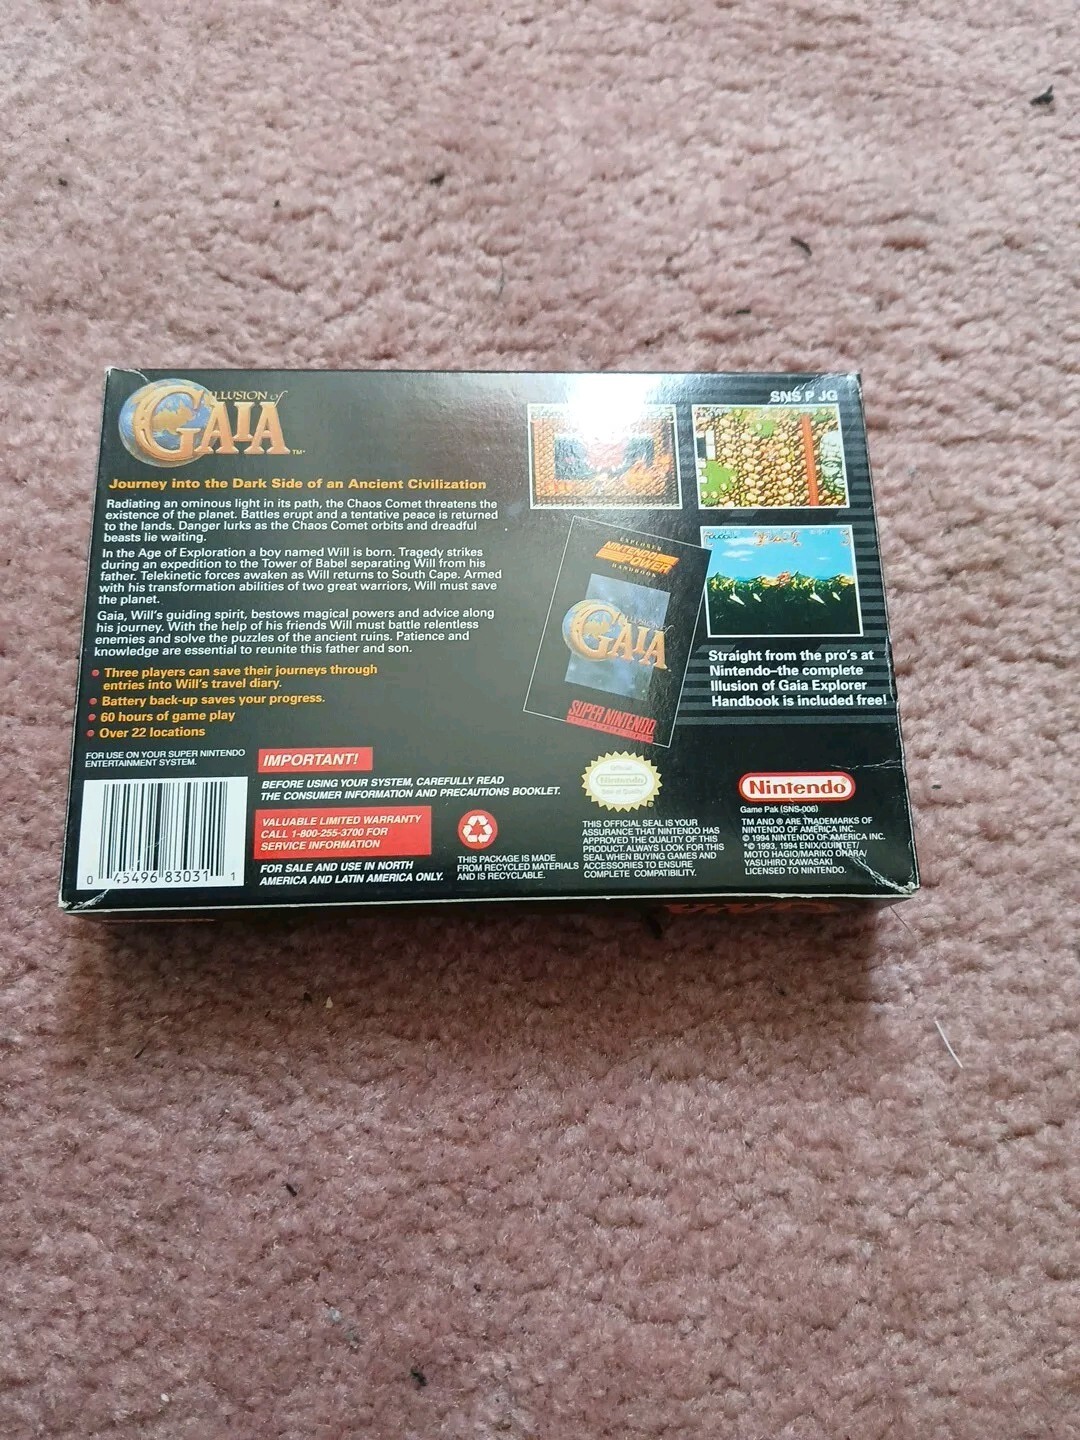 ILLUSION of
GAIA
TM
SNS P JG
Journey into the Dark Side of an Ancient Civilization
Radiating an ominous light in its path, the Chaos Comet threatens the
existence of the planet. Battles erupt and a tentative peace is returned
to the lands. Danger lurks as the Chaos Comet orbits and dreadful
beasts lie waiting.
In the Age of Exploration a boy named Will is born. Tragedy strikes
during an expedition to the Tower of Babel separating Will from his
father. Telekinetic forces awaken as Will returns to South Cape. Armed
with his transformation abilities of two great warriors, Will must save
the planet.
Gaia, Will's guiding spirit, bestows magical powers and advice along
his journey. With the help of his friends Will must battle relentless
enemies and solve the puzzles of the ancient ruins. Patience and
knowledge are essential to reunite this father and son.
• Three players can save their journeys through
entries into Will's travel diary.
• Battery back-up saves your progress.
• 60 hours of game play
• Over 22 locations
EXPLORER
NINTENDO
POWER
HANDBOOK
ILLUSION of
GAIA
SUPER NINTENDO
Straight from the pro's at
Nintendo–the complete
Illusion of Gaia Explorer
Handbook is included free!
FOR USE ON YOUR SUPER NINTENDO
ENTERTAINMENT SYSTEM.
0 45496 83031 1
IMPORTANT!
BEFORE USING YOUR SYSTEM, CAREFULLY READ
THE CONSUMER INFORMATION AND PRECAUTIONS BOOKLET.
VALUABLE LIMITED WARRANTY
CALL 1-800-255-3700 FOR
SERVICE INFORMATION
FOR SALE AND USE IN NORTH
AMERICA AND LATIN AMERICA ONLY.
THIS PACKAGE IS MADE
FROM RECYCLED MATERIALS
AND IS RECYCLABLE.
Official
Nintendo
Seal of Quality
®
THIS OFFICIAL SEAL IS YOUR
ASSURANCE THAT NINTENDO HAS
APPROVED THE QUALITY OF THIS
PRODUCT. ALWAYS LOOK FOR THIS
SEAL WHEN BUYING GAMES AND
ACCESSORIES TO ENSURE
COMPLETE COMPATIBILITY.
Nintendo
Game Pak (SNS-006)
TM AND ® ARE TRADEMARKS OF
NINTENDO OF AMERICA INC.
© 1994 NINTENDO OF AMERICA INC.
*© 1993, 1994 ENIX/QUINTET/
MOTO HAGIO/MARIKO OHARA/
YASUHIRO KAWASAKI
LICENSED TO NINTENDO.